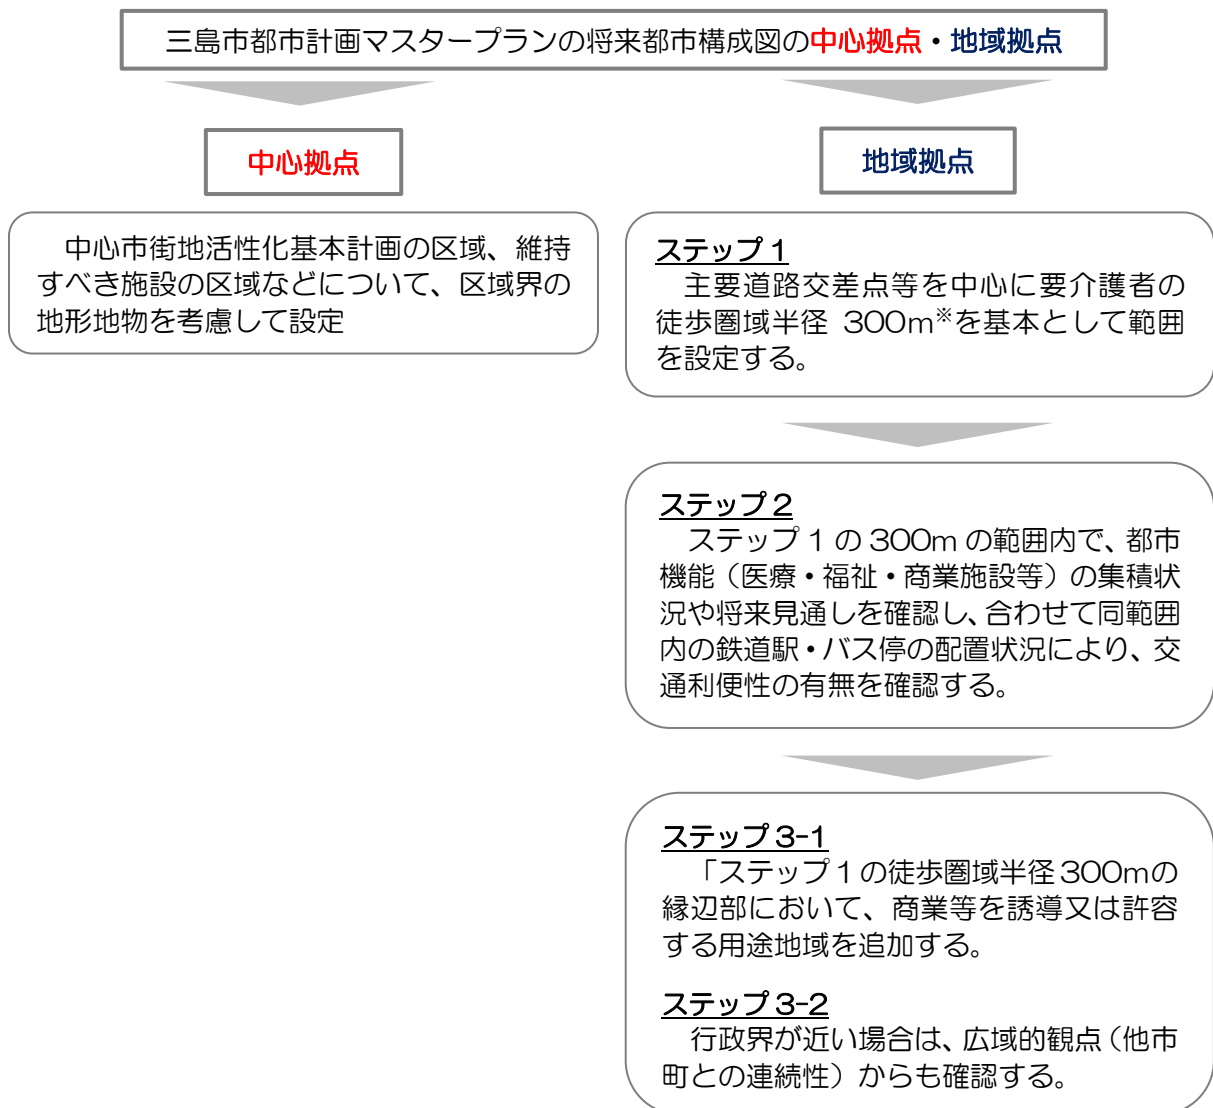 三島市都市計画マスタープランの将来都市構成図の中心拠点・地域拠点
中心拠点
中心市街地活性化基本計画の区域、維持
すべき施設の区域などについて、区域界の
地形地物を考慮して設定
地域拠点
ステップ1
主要道路交差点等を中心に要介護者の
徒歩圏域半径 300m※を基本として範囲
を設定する。
ステップ2
ステップ 1 の 300m の範囲内で、都市
機能（医療・福祉・商業施設等）の集積状
況や将来見通しを確認し、合わせて同範囲
内の鉄道駅・バス停の配置状況により、交
通利便性の有無を確認する。
ステップ3-1
「ステップ1の徒歩圏域半径300mの
縁辺部において、商業等を誘導又は許容
する用途地域を追加する。
ステップ3-2
行政界が近い場合は、広域的観点（他市
町との連続性）からも確認する。